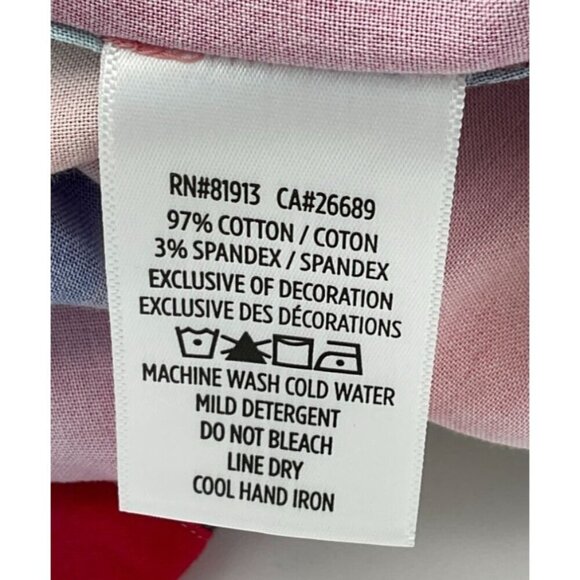 RN#81913 CA#26689
97% COTTON / COTON
3% SPANDEX / SPANDEX
EXCLUSIVE OF DECORATION
EXCLUSIVE DES DÉCORATIONS
MACHINE WASH COLD WATER
MILD DETERGENT
DO NOT BLEACH
LINE DRY
COOL HAND IRON